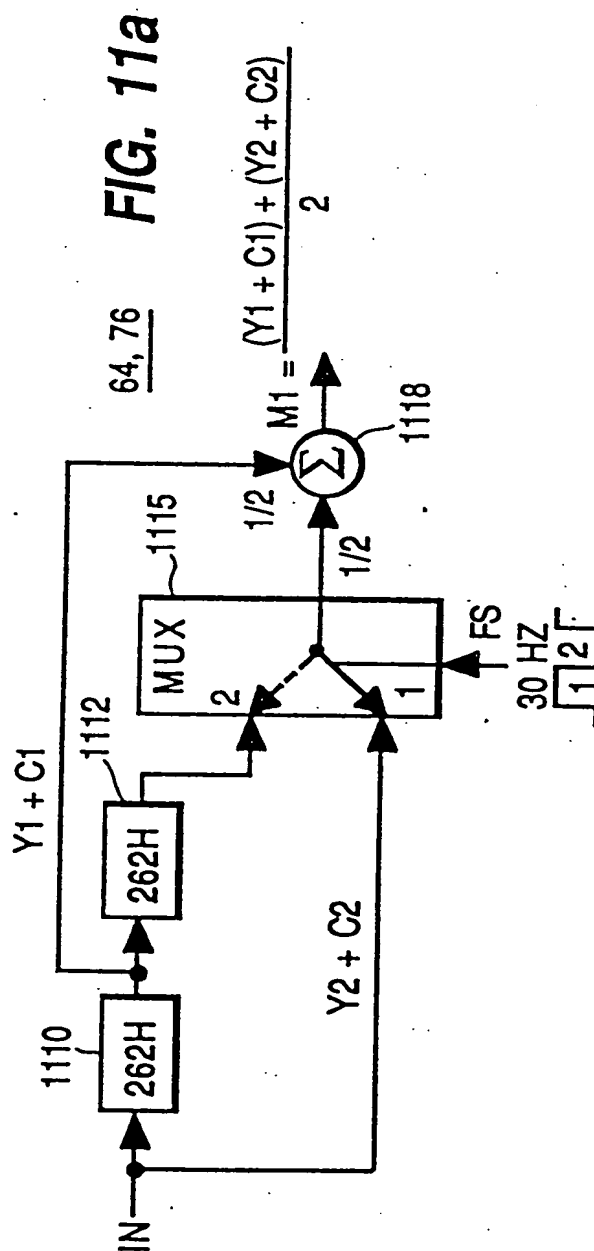 FIG. 11a
64, 76
M1 = (Y1 + C1) + (Y2 + C2)
2
Y1 + C1
1/2
1118
Σ
1/2
1115
MUX
2
1
FS
30 HZ
1 2
1112
262H
1110
262H
Y2 + C2
IN